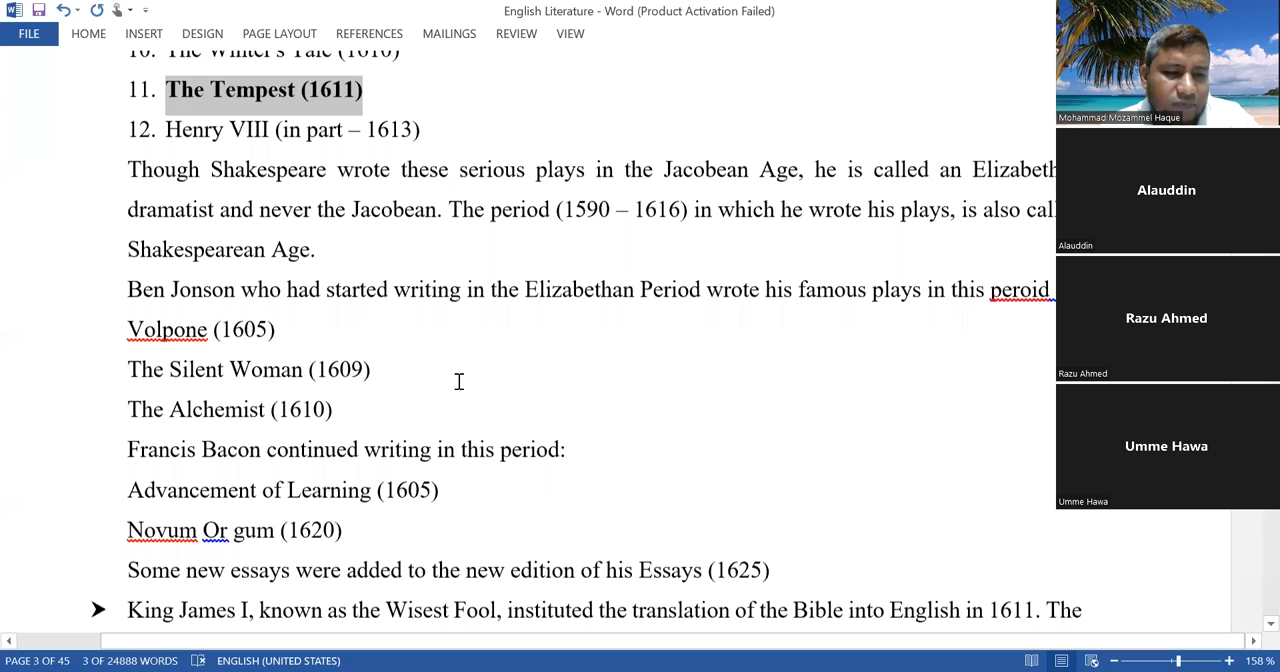 English Literature - Word (Product Activation Failed)
FILE HOME INSERT DESIGN PAGE LAYOUT REFERENCES MAILINGS REVIEW VIEW
10. The Winter's Tale (1610)
11. The Tempest (1611)
12. Henry VIII (in part – 1613)
Though Shakespeare wrote these serious plays in the Jacobean Age, he is called an Elizabeth
dramatist and never the Jacobean. The period (1590 – 1616) in which he wrote his plays, is also cal
Shakespearean Age.
Ben Jonson who had started writing in the Elizabethan Period wrote his famous plays in this peroid
Volpone (1605)
The Silent Woman (1609)
The Alchemist (1610)
Francis Bacon continued writing in this period:
Advancement of Learning (1605)
Novum Or gum (1620)
Some new essays were added to the new edition of his Essays (1625)
King James I, known as the Wisest Fool, instituted the translation of the Bible into English in 1611. The
PAGE 3 OF 45 3 OF 24888 WORDS ENGLISH (UNITED STATES) 158 %
Mohammad Mozammel Haque
Alauddin
Alauddin
Razu Ahmed
Razu Ahmed
Umme Hawa
Umme Hawa